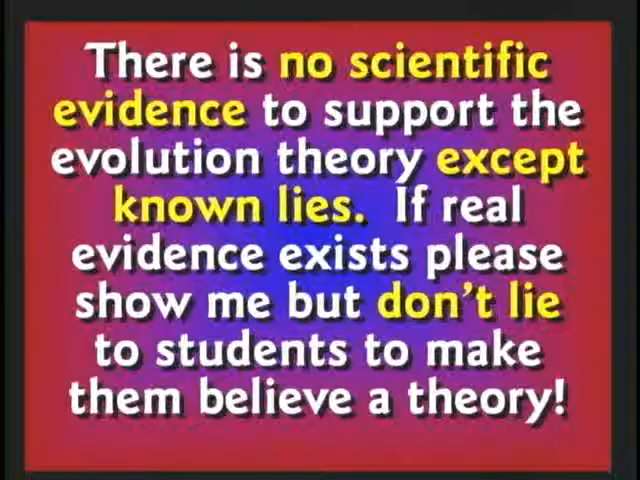 There is no scientific
evidence to support the
evolution theory except
known lies. If real
evidence exists please
show me but don't lie
to students to make
them believe a theory!